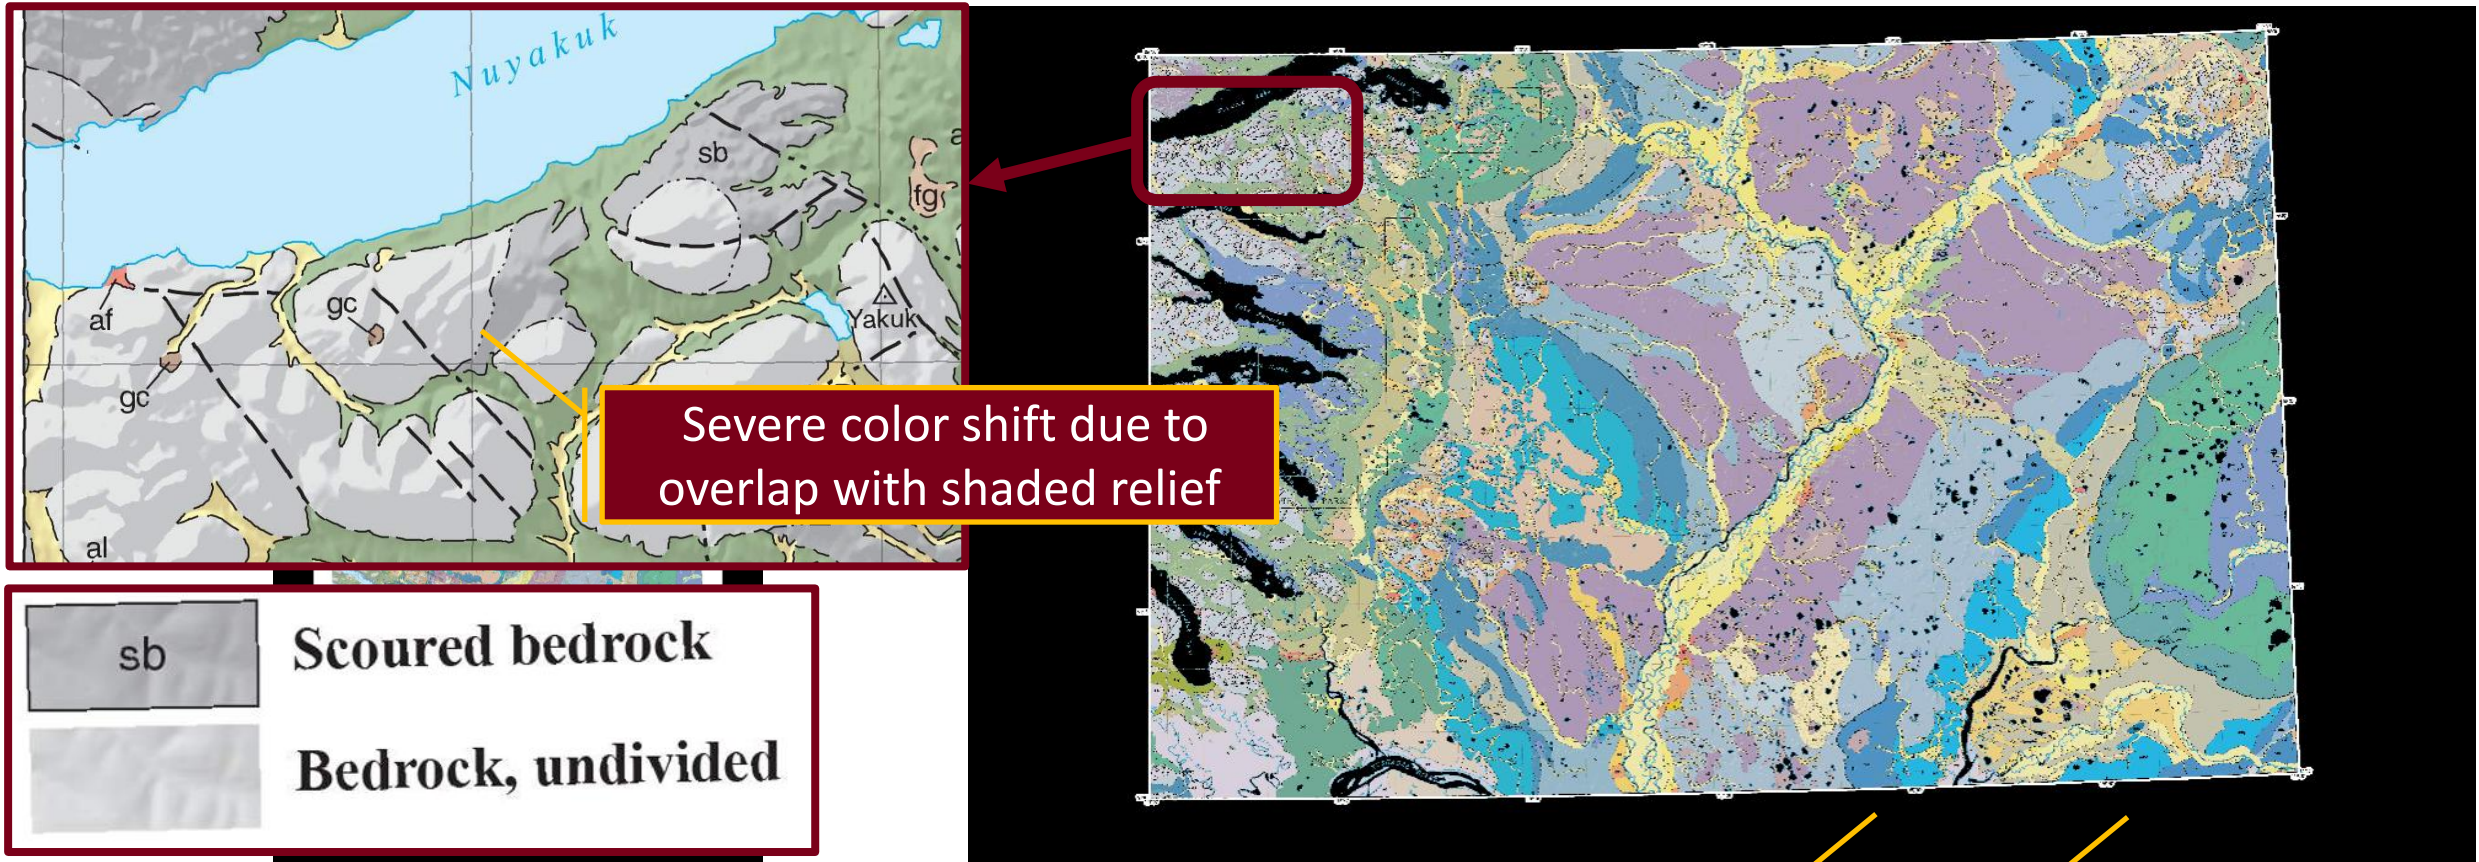 Nuyakuk
sb
a
fg
gc
af
Yakuk
gc
al
Severe color shift due to
overlap with shaded relief
sb
Scoured bedrock
Bedrock, undivided